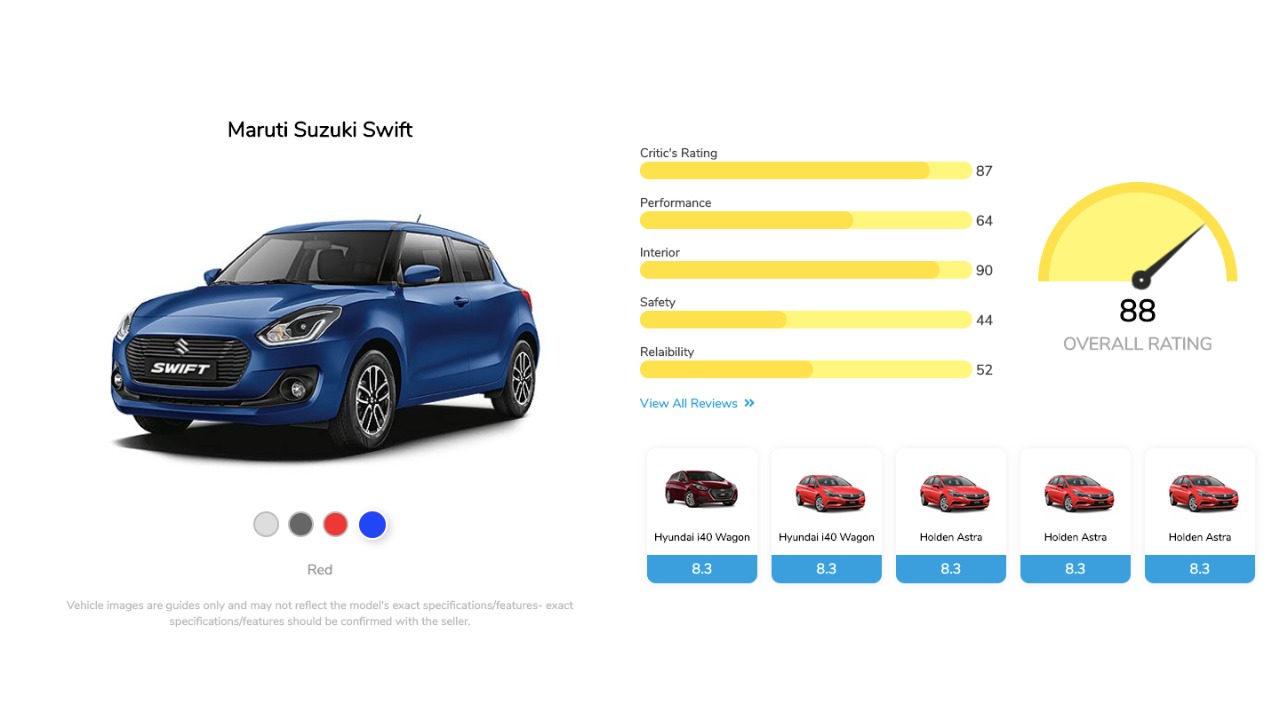 Maruti Suzuki Swift
SWIFT
Red
Vehicle images are guides only and may not reflect the model's exact specifications/features- exact
specifications/features should be confirmed with the seller.
Critic's Rating
87
Performance
64
Interior
90
Safety
44
Relaibility
52
View All Reviews
88
OVERALL RATING
Hyundai i40 Wagon
8.3
Hyundai i40 Wagon
8.3
Holden Astra
8.3
Holden Astra
8.3
Holden Astra
8.3